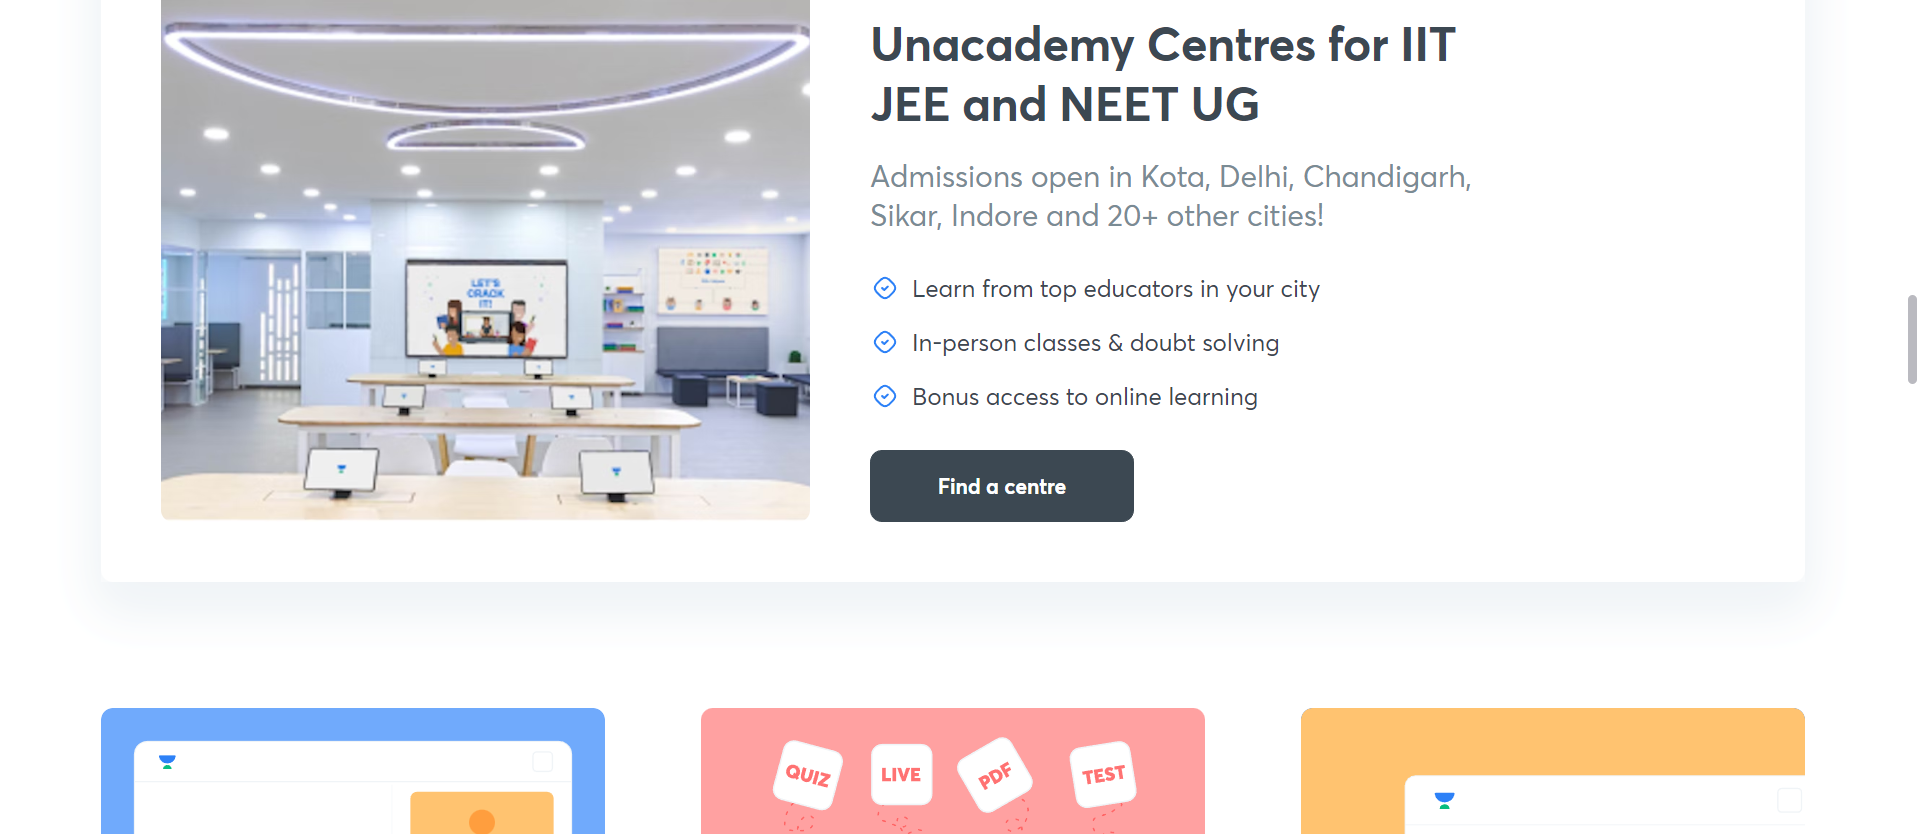 Unacademy Centres for IIT
JEE and NEET UG
Admissions open in Kota, Delhi, Chandigarh,
Sikar, Indore and 20+ other cities!
LET'S
CRACK
IT!
Learn from top educators in your city
In-person classes & doubt solving
Bonus access to online learning
Find a centre
QUIZ
LIVE
PDF
TEST